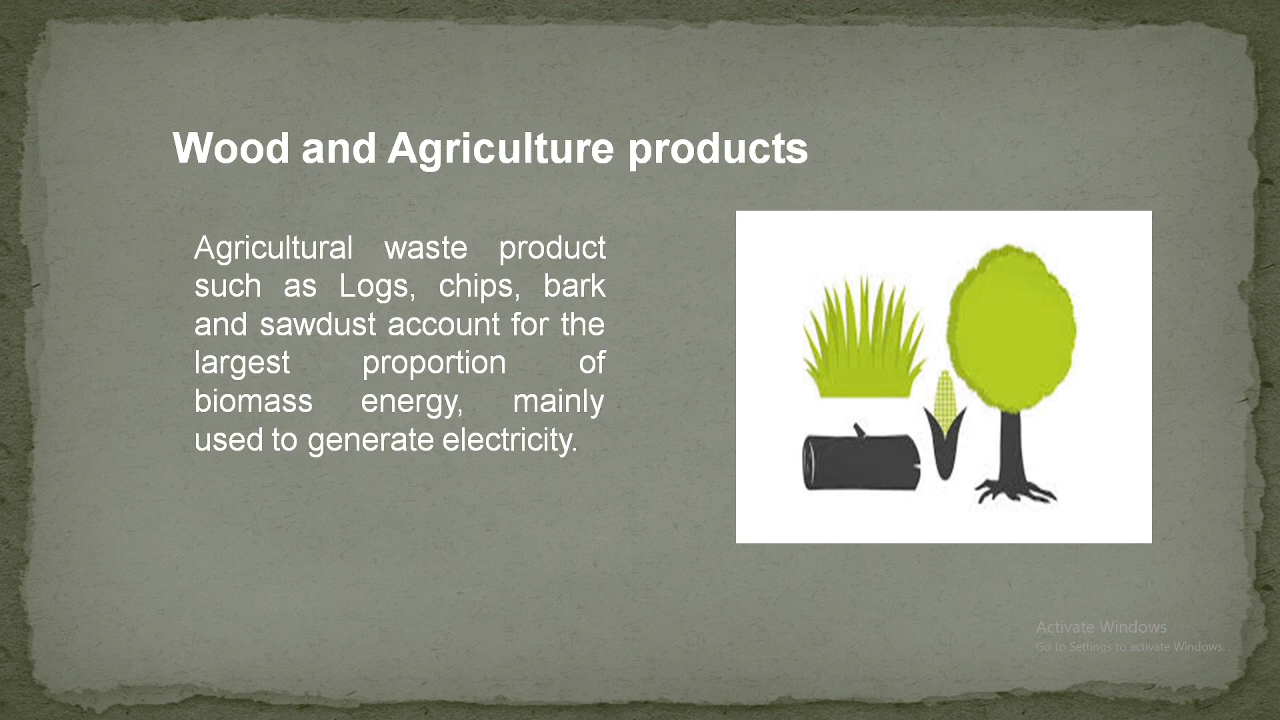 Wood and Agriculture products
Agricultural waste product
such as Logs, chips, bark
and sawdust account for the
largest proportion of
biomass energy, mainly
used to generate electricity.
Activate Windows
Go to Settings to activate Windows.